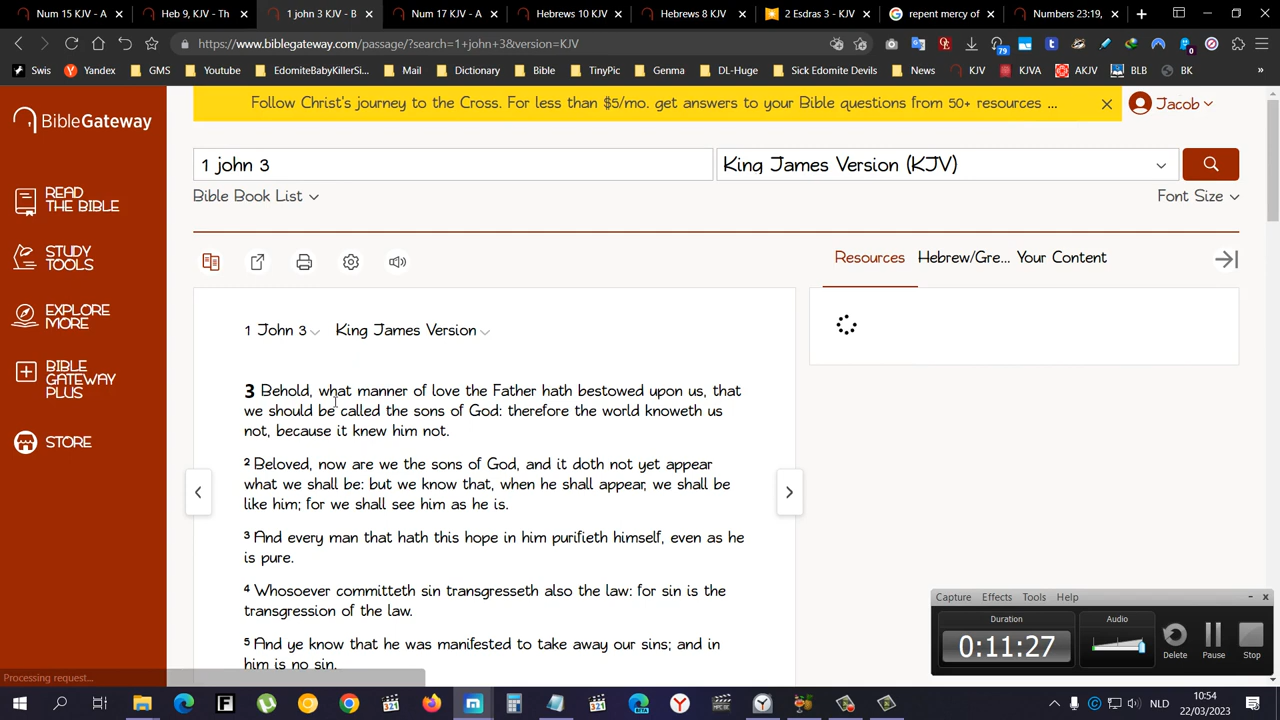 Num 15 KJV - A
Heb 9, KJV - Th
1 john 3 KJV - B
Num 17 KJV - A
Hebrews 10 KJV
Hebrews 8 KJV
2 Esdras 3 - KJV
repent mercy of
Numbers 23:19,
https://www.biblegateway.com/passage/?search=1+john+3&version=KJV
79
0
Swis
Yandex
GMS
Youtube
EdomiteBabyKillerSi...
Mail
Dictionary
Bible
TinyPic
Genma
DL-Huge
Sick Edomite Devils
News
KJV
KJVA
AKJV
BLB
BK
BibleGateway
Follow Christ's journey to the Cross. For less than $5/mo. get answers to your Bible questions from 50+ resources ...
Jacob
1 john 3
King James Version (KJV)
Bible Book List
Font Size
READ
THE BIBLE
STUDY
TOOLS
EXPLORE
MORE
BIBLE
GATEWAY
PLUS
STORE
Resources
Hebrew/Gre...
Your Content
1 John 3
King James Version
3 Behold, what manner of love the Father hath bestowed upon us, that
we should be called the sons of God: therefore the world knoweth us
not, because it knew him not.
2 Beloved, now are we the sons of God, and it doth not yet appear
what we shall be: but we know that, when he shall appear, we shall be
like him; for we shall see him as he is.
3 And every man that hath this hope in him purifieth himself, even as he
is pure.
4 Whosoever committeth sin transgresseth also the law: for sin is the
transgression of the law.
5 And ye know that he was manifested to take away our sins; and in
him is no sin.
Processing request...
Capture Effects Tools Help
Duration
0:11:27
Audio
Delete
Pause
Stop
321
321
BETA
NLD
10:54
22/03/2023